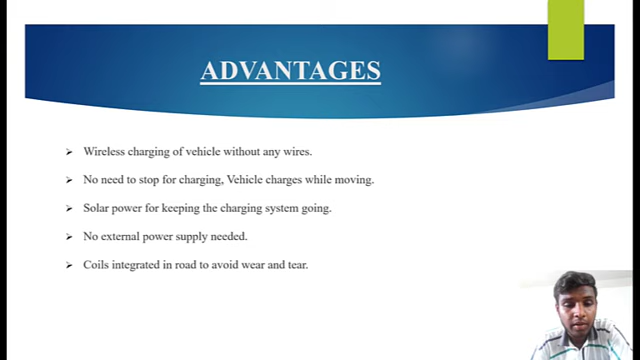 ADVANTAGES
Wireless charging of vehicle without any wires.
No need to stop for charging, Vehicle charges while moving.
Solar power for keeping the charging system going.
No external power supply needed.
Coils integrated in road to avoid wear and tear.